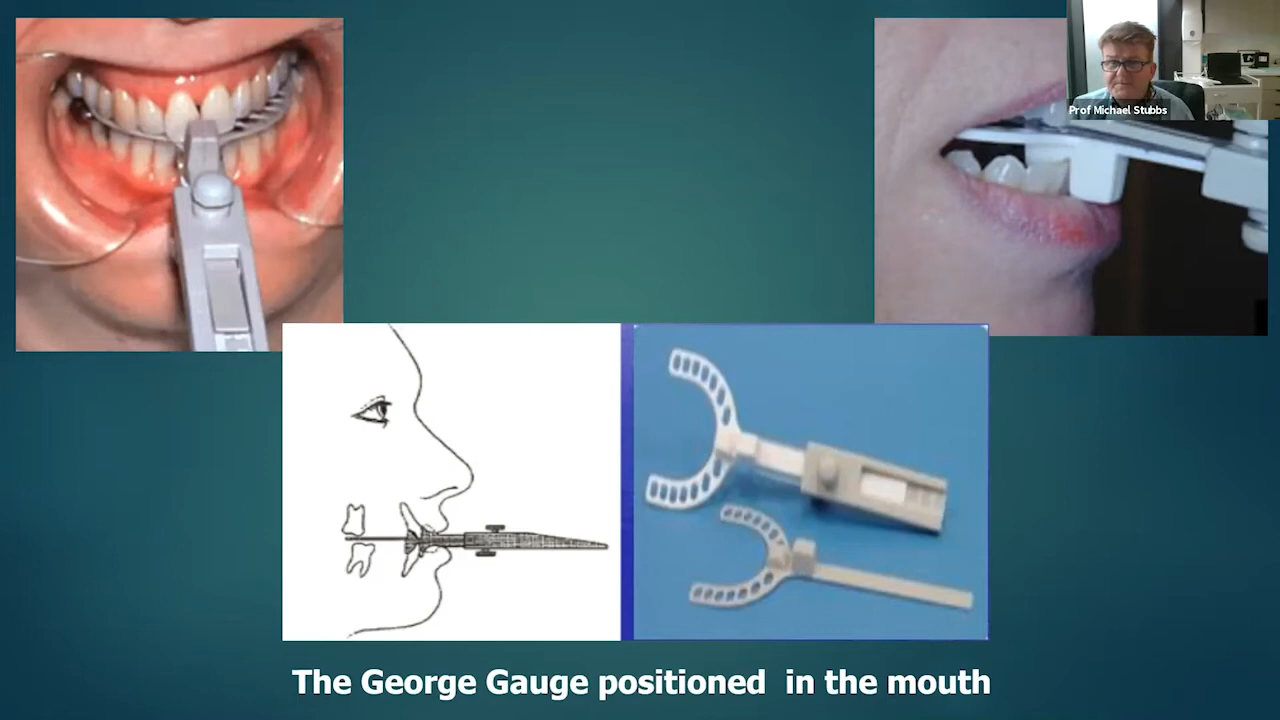 Prof Michael Stubbs
The George Gauge positioned  in the mouth